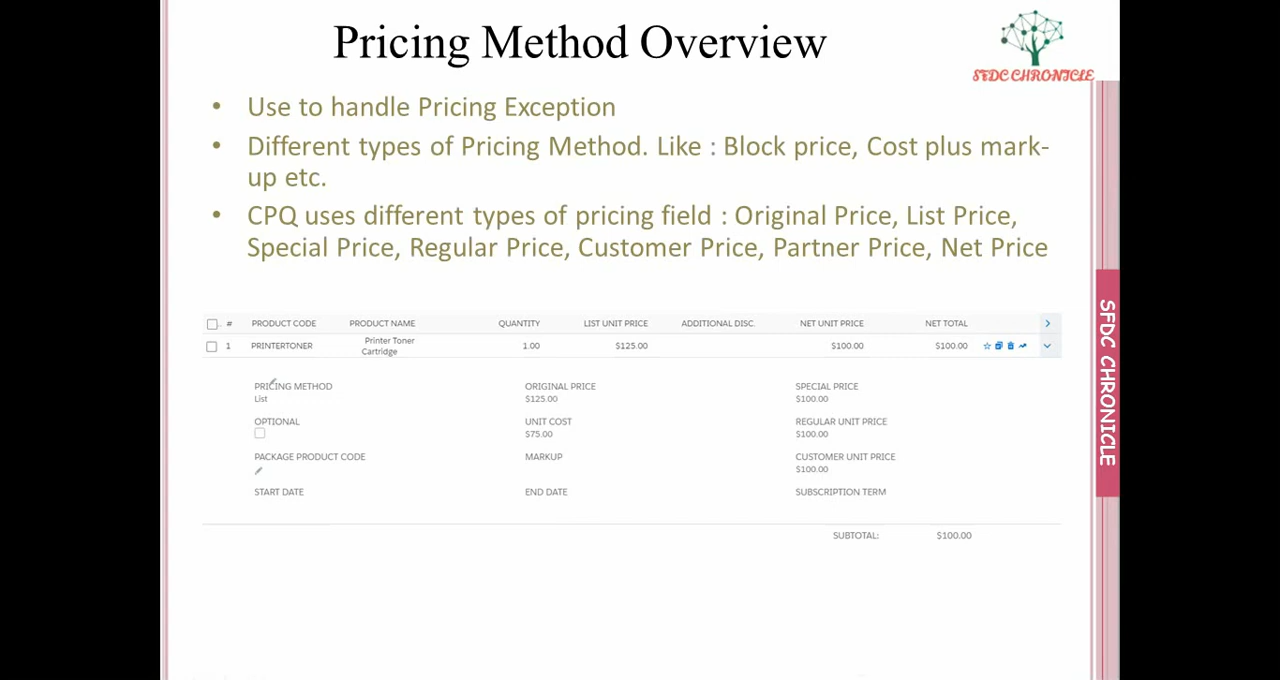 Pricing Method Overview
SFDC CHRONICLE
• Use to handle Pricing Exception
• Different types of Pricing Method. Like : Block price, Cost plus mark-
up etc.
• CPQ uses different types of pricing field : Original Price, List Price,
Special Price, Regular Price, Customer Price, Partner Price, Net Price
# PRODUCT CODE PRODUCT NAME QUANTITY LIST UNIT PRICE ADDITIONAL DISC. NET UNIT PRICE NET TOTAL
1 PRINTERTONER Printer Toner 1.00 $125.00 $100.00 $100.00
Cartridge
PRICING METHOD ORIGINAL PRICE SPECIAL PRICE
List $125.00 $100.00
OPTIONAL UNIT COST REGULAR UNIT PRICE
$75.00 $100.00
PACKAGE PRODUCT CODE MARKUP CUSTOMER UNIT PRICE
$100.00
START DATE END DATE SUBSCRIPTION TERM
SUBTOTAL: $100.00
SFDC CHRONICLE